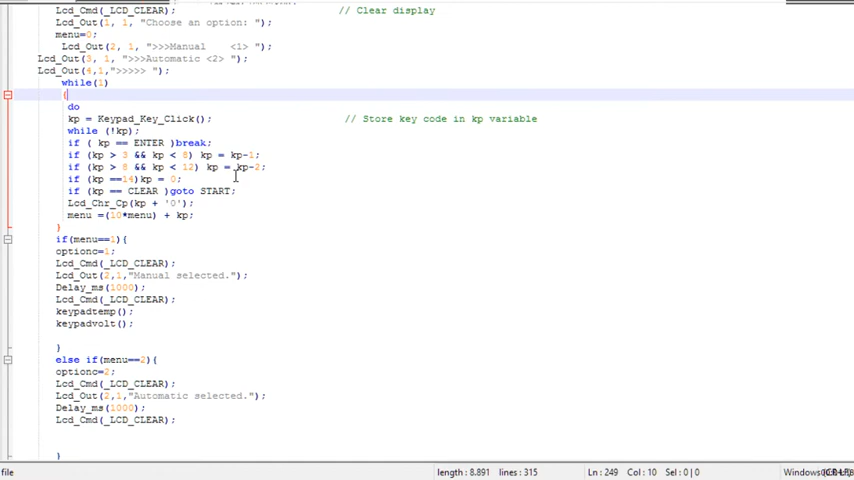 Lcd_Cmd(_LCD_CLEAR); // Clear display
Lcd_Out(1, 1, "Choose an option: ");
menu=0;
Lcd_Out(2, 1, ">>>Manual <1> ");
Lcd_Out(3, 1, ">>>Automatic <2> ");
Lcd_Out(4,1,">>>>> ");
while(1)
{
do
kp = Keypad_Key_Click(); // Store key code in kp variable
while (!kp);
if ( kp == ENTER )break;
if (kp > 3 && kp < 8) kp = kp-1;
if (kp > 8 && kp < 12) kp = kp-2;
if (kp ==14)kp = 0;
if (kp == CLEAR )goto START;
Lcd_Chr_Cp(kp + '0');
menu =(10*menu) + kp;
}
if(menu==1){
optionc=1;
Lcd_Cmd(_LCD_CLEAR);
Lcd_Out(2,1,"Manual selected.");
Delay_ms(1000);
Lcd_Cmd(_LCD_CLEAR);
keypadtemp();
keypadvolt();
}
else if(menu==2){
optionc=2;
Lcd_Cmd(_LCD_CLEAR);
Lcd_Out(2,1,"Automatic selected.");
Delay_ms(1000);
Lcd_Cmd(_LCD_CLEAR);
}
file length : 8.891 lines : 315 Ln : 249 Col : 10 Sel : 0 | 0 Windows